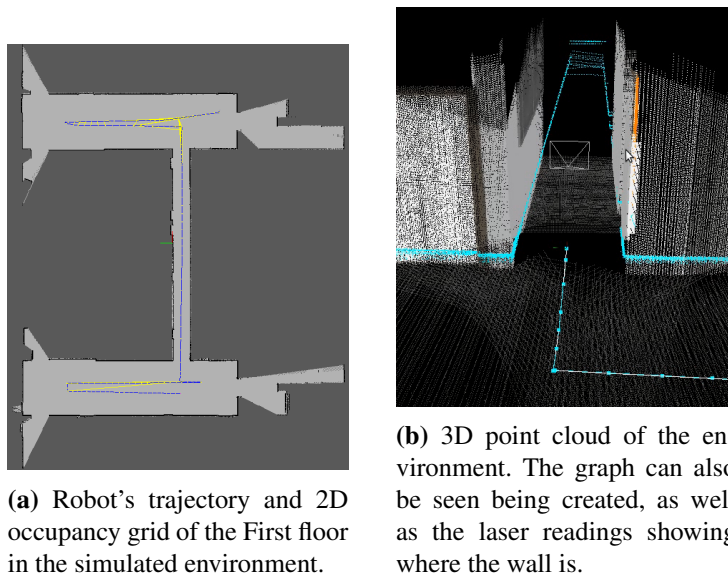 (a) Robot's trajectory and 2D
occupancy grid of the First floor
in the simulated environment.
(b) 3D point cloud of the en-
vironment. The graph can also
be seen being created, as well
as the laser readings showing
where the wall is.